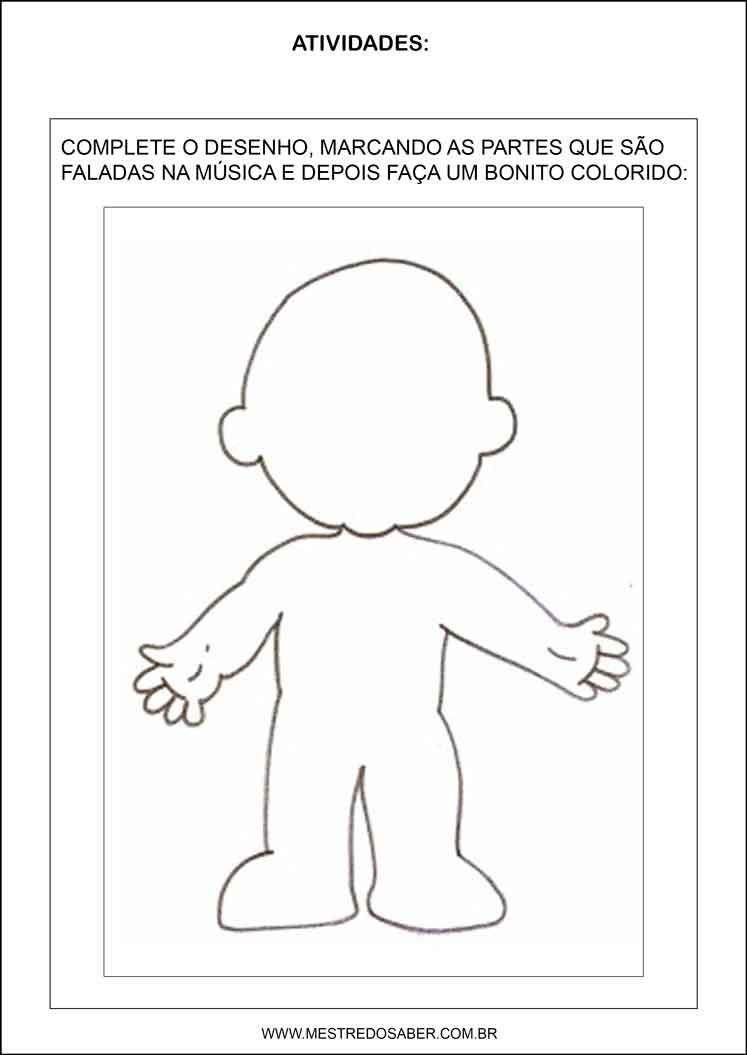 ATIVIDADES:
COMPLETE O DESENHO, MARCANDO AS PARTES QUE SÃO
FALADAS NA MÚSICA E DEPOIS FAÇA UM BONITO COLORIDO:
WWW.MESTREDOSABER.COM.BR